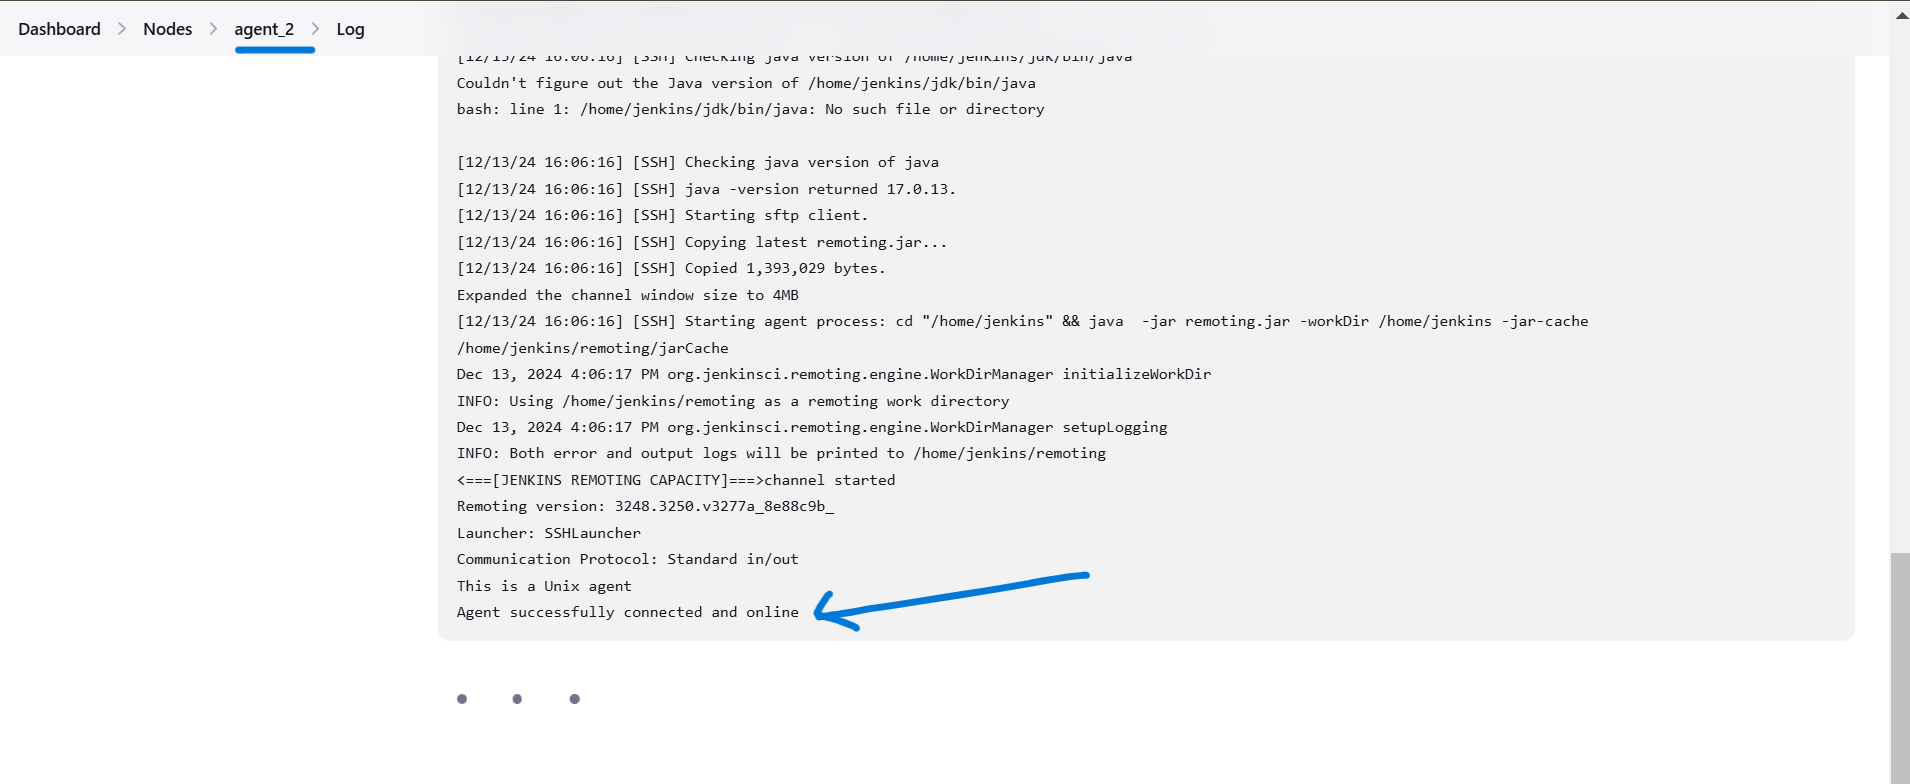 Dashboard > Nodes > agent_2 > Log
[12/13/24 16:06:16] [SSH] Checking java version of /home/jenkins/jdk/bin/java
Couldn't figure out the Java version of /home/jenkins/jdk/bin/java
bash: line 1: /home/jenkins/jdk/bin/java: No such file or directory
[12/13/24 16:06:16] [SSH] Checking java version of java
[12/13/24 16:06:16] [SSH] java -version returned 17.0.13.
[12/13/24 16:06:16] [SSH] Starting sftp client.
[12/13/24 16:06:16] [SSH] Copying latest remoting.jar...
[12/13/24 16:06:16] [SSH] Copied 1,393,029 bytes.
Expanded the channel window size to 4MB
[12/13/24 16:06:16] [SSH] Starting agent process: cd "/home/jenkins" && java  -jar remoting.jar -workDir /home/jenkins -jar-cache
/home/jenkins/remoting/jarCache
Dec 13, 2024 4:06:17 PM org.jenkinsci.remoting.engine.WorkDirManager initializeWorkDir
INFO: Using /home/jenkins/remoting as a remoting work directory
Dec 13, 2024 4:06:17 PM org.jenkinsci.remoting.engine.WorkDirManager setupLogging
INFO: Both error and output logs will be printed to /home/jenkins/remoting
<===[JENKINS REMOTING CAPACITY]===>channel started
Remoting version: 3248.3250.v3277a_8e88c9b_
Launcher: SSHLauncher
Communication Protocol: Standard in/out
This is a Unix agent
Agent successfully connected and online